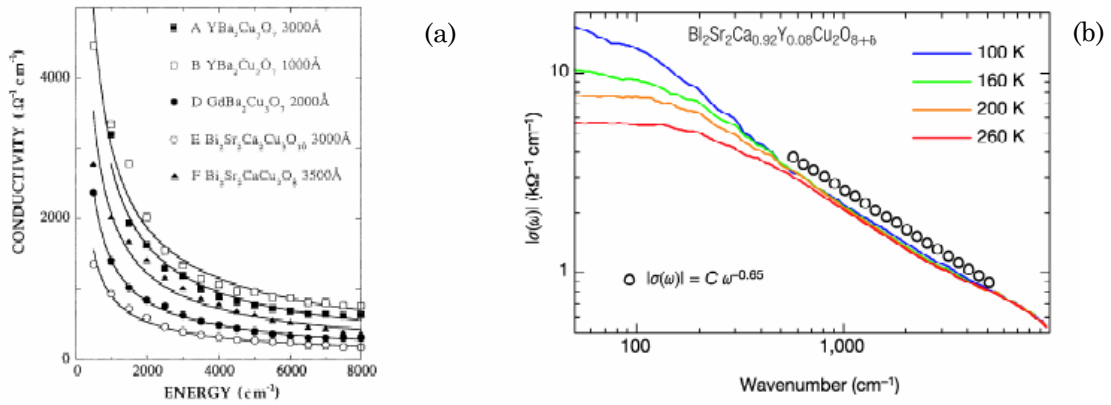 (a)
A YBa₂Cu₃O₇ 3000Å
B YBa₂Cu₃O₇ 1000Å
D GdBa₂Cu₃O₇ 2000Å
E Bi₂Sr₂Ca₂Cu₃O₁₀ 3000Å
F Bi₂Sr₂CaCu₂O₈ 3500Å
CONDUCTIVITY (Ω⁻¹ cm⁻¹)
4000
2000
0
0 2000 4000 6000 8000
ENERGY (cm⁻¹)
(b)
Bi₂Sr₂Ca₀.₉₂Y₀.₀₈Cu₂O₈₊δ
100 K
160 K
200 K
260 K
|σ(ω)| (kΩ⁻¹ cm⁻¹)
10
1
|σ(ω)| = C ω⁻⁰·⁶⁵
100 1,000
Wavenumber (cm⁻¹)